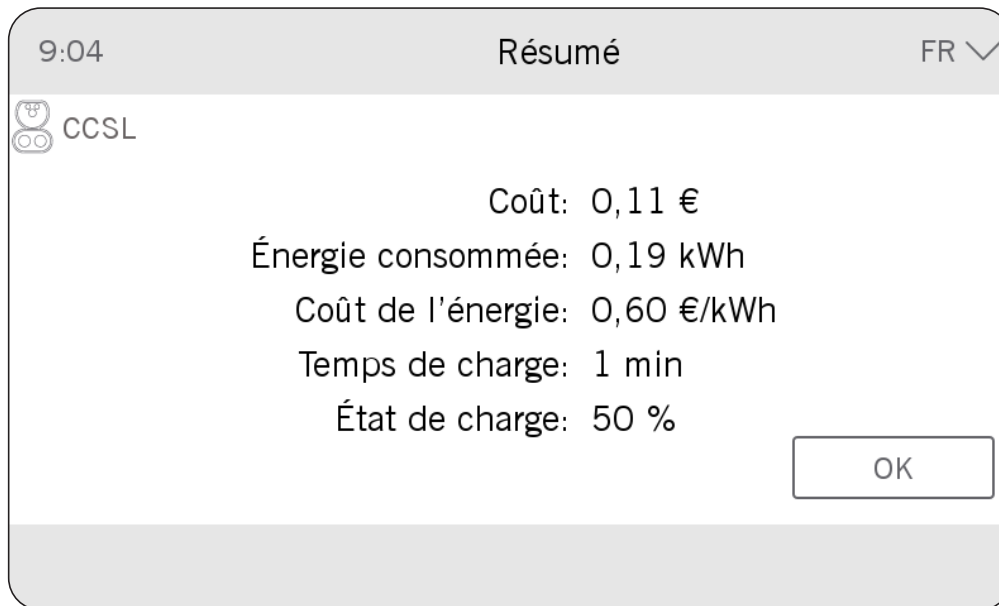 9:04 Résumé FR
CCSL
Coût: 0,11 €
Énergie consommée: 0,19 kWh
Coût de l'énergie: 0,60 €/kWh
Temps de charge: 1 min
État de charge: 50 %
OK